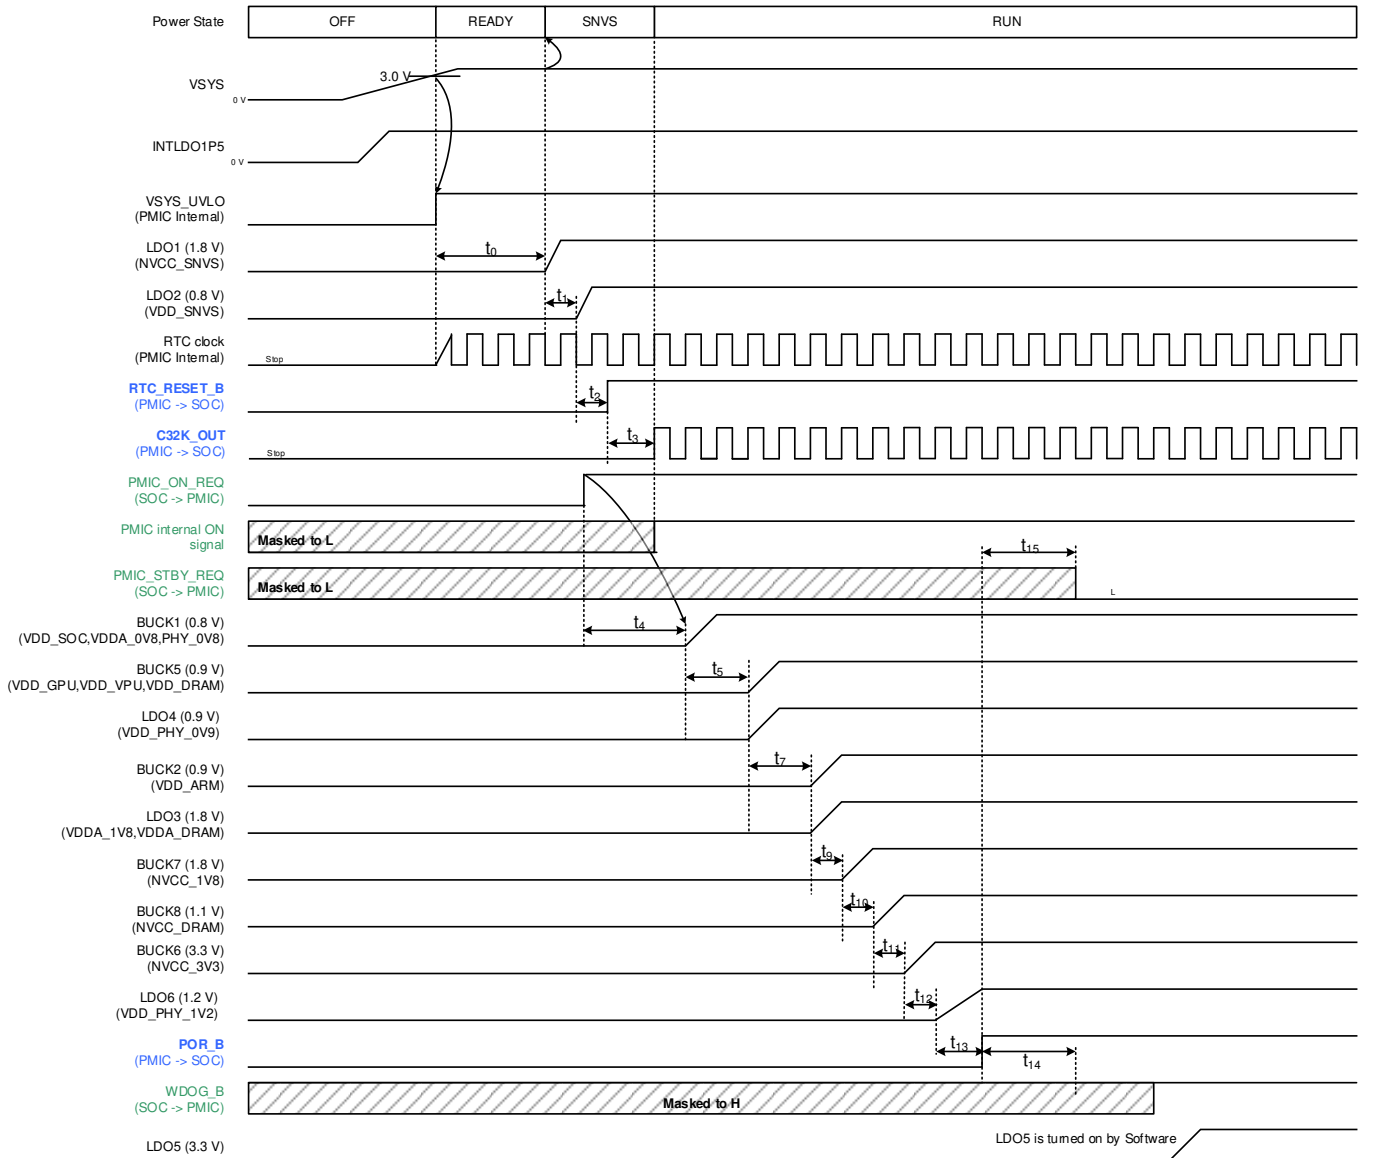 Power State
OFF
READY
SNVS
RUN
VSYS
3.0 V
0 V
INTLDO1P5
0 V
VSYS_UVLO
(PMIC Internal)
LDO1 (1.8 V)
(NVCC_SNVS)
t0
LDO2 (0.8 V)
(VDD_SNVS)
t1
RTC clock
(PMIC Internal)
Stop
RTC_RESET_B
(PMIC -> SOC)
t2
C32K_OUT
(PMIC -> SOC)
Stop
t3
PMIC_ON_REQ
(SOC -> PMIC)
PMIC internal ON
signal
Masked to L
t15
PMIC_STBY_REQ
(SOC -> PMIC)
Masked to L
L
BUCK1 (0.8 V)
(VDD_SOC,VDDA_0V8,PHY_0V8)
t4
BUCK5 (0.9 V)
(VDD_GPU,VDD_VPU,VDD_DRAM)
t5
LDO4 (0.9 V)
(VDD_PHY_0V9)
BUCK2 (0.9 V)
(VDD_ARM)
t7
LDO3 (1.8 V)
(VDDA_1V8,VDDA_DRAM)
BUCK7 (1.8 V)
(NVCC_1V8)
t9
BUCK8 (1.1 V)
(NVCC_DRAM)
t10
BUCK6 (3.3 V)
(NVCC_3V3)
t11
LDO6 (1.2 V)
(VDD_PHY_1V2)
t12
POR_B
(PMIC -> SOC)
t13
t14
WDOG_B
(SOC -> PMIC)
Masked to H
LDO5 (3.3 V)
LDO5 is turned on by Software